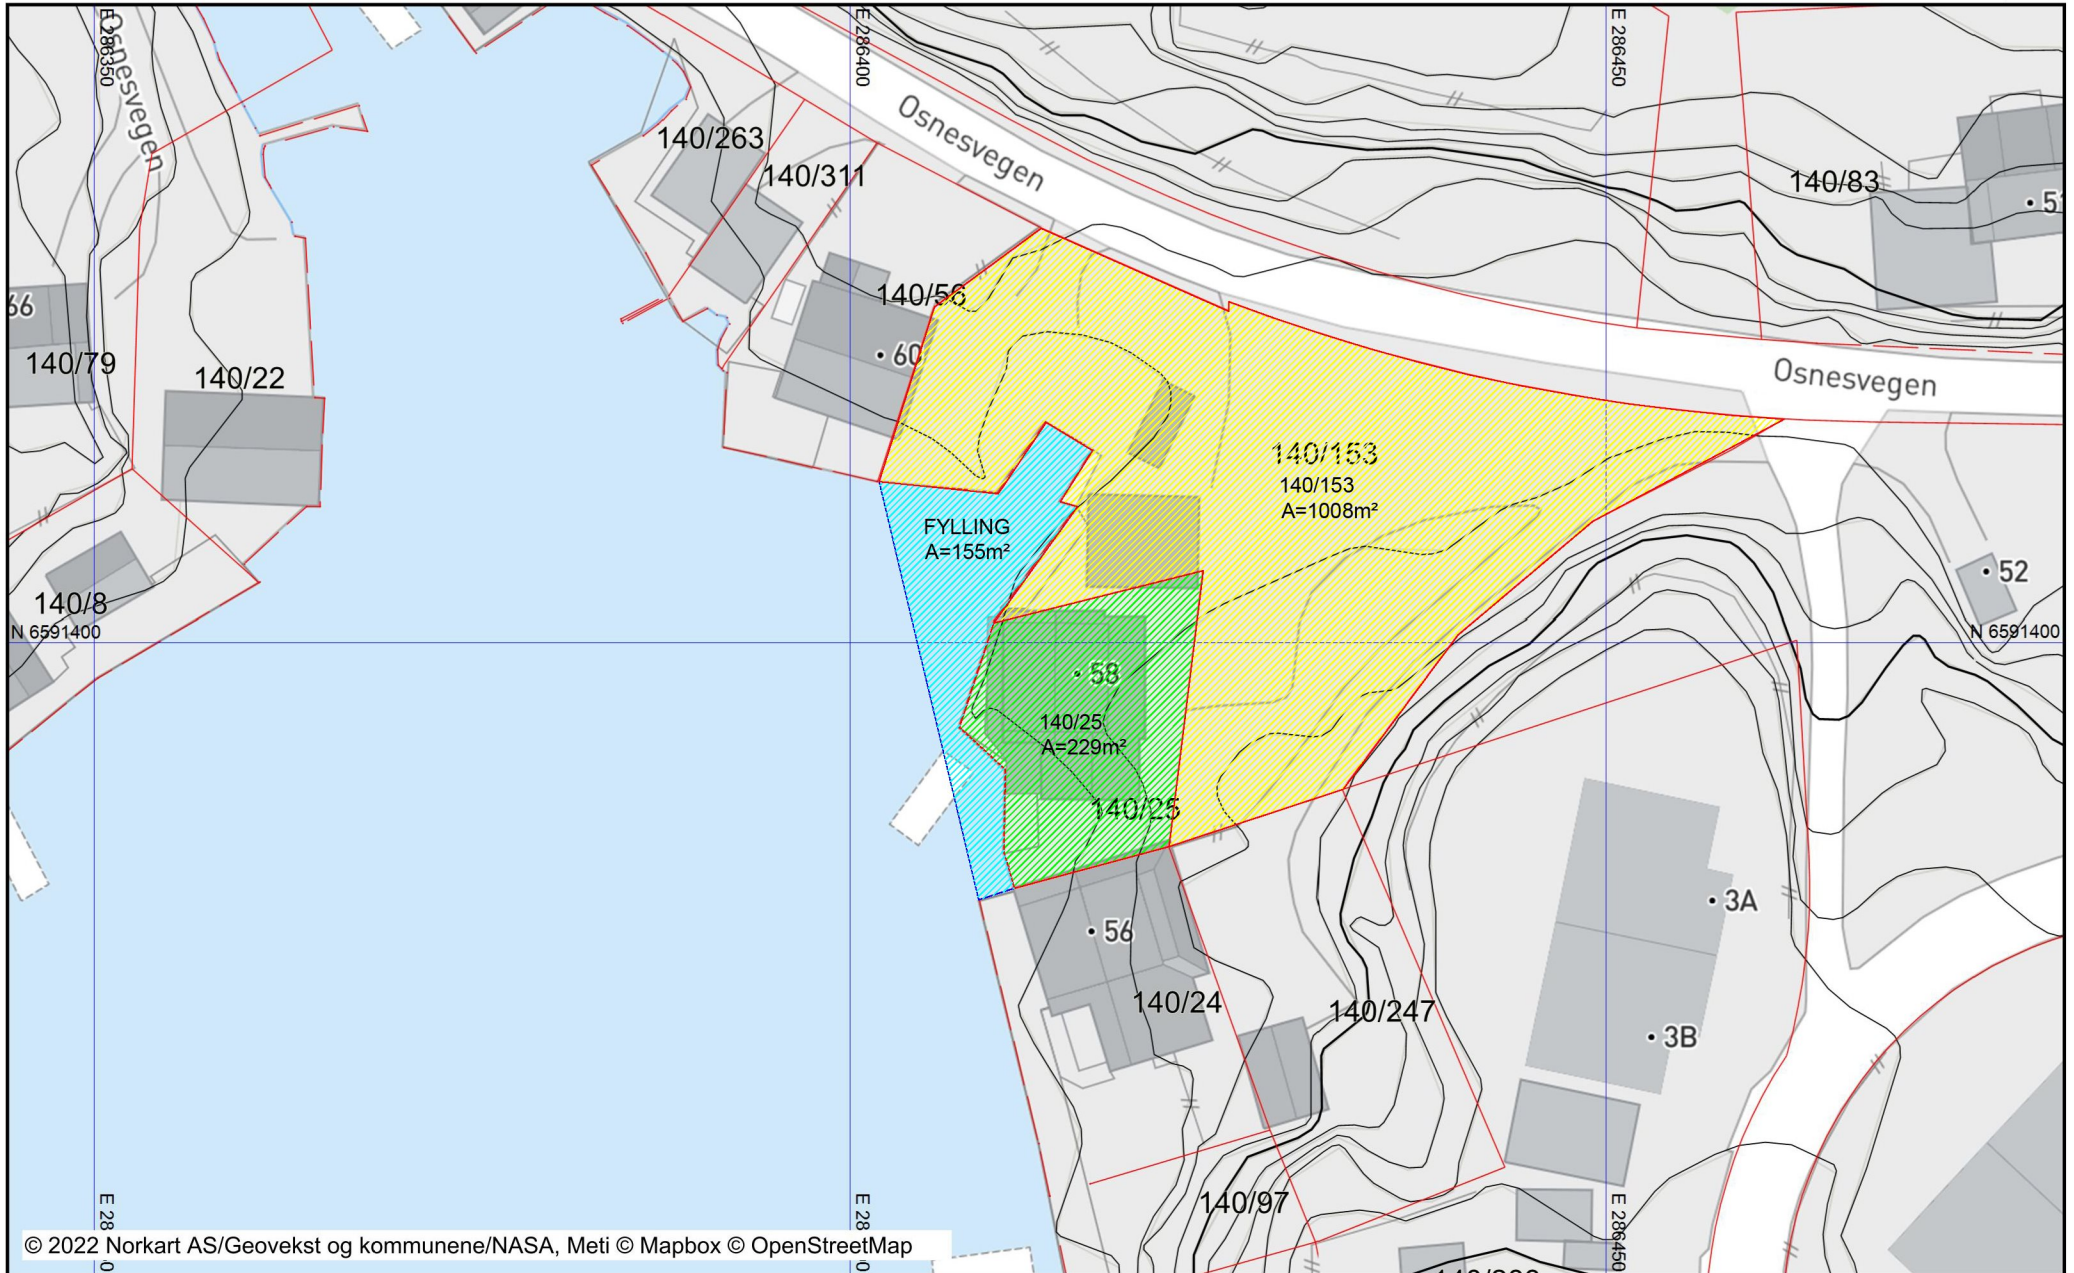 E 286350
Osnesvegen
E 286400
E 286450
Osnesvegen
140/263
140/311
140/83
140/56
66
60
140/79
140/22
Osnesvegen
140/153
140/153
A=1008m²
FYLLING
A=155m²
52
140/8
N 6591400
N 6591400
58
140/25
A=229m²
140/25
3A
56
140/24
140/247
3B
140/97
E 286450
© 2022 Norkart AS/Geovekst og kommunene/NASA, Meti © Mapbox © OpenStreetMap